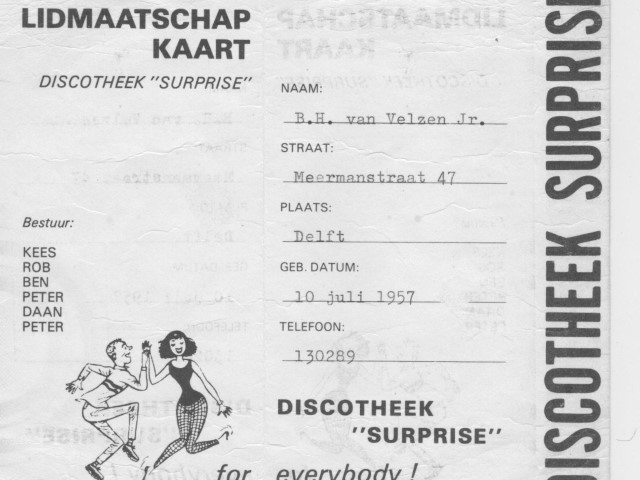 LIDMAATSCHAP
KAART
DISCOTHEEK "SURPRISE"
Bestuur:
KEES
ROB
BEN
PETER
DAAN
PETER
NAAM:
B.H. van Velzen Jr.
STRAAT:
Meermanstraat 47
PLAATS:
Delft
GEB. DATUM:
10 juli 1957
TELEFOON:
130289
DISCOTHEEK
"SURPRISE"
for everybody!
DISCOTHEEK SURPRISE